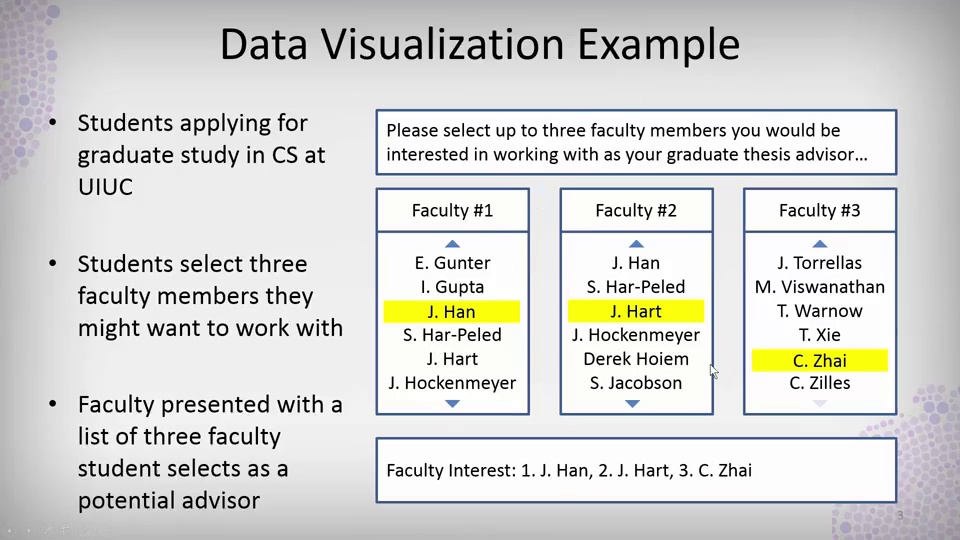 Data Visualization Example
• Students applying for
graduate study in CS at
UIUC
• Students select three
faculty members they
might want to work with
• Faculty presented with a
list of three faculty
student selects as a
potential advisor
Please select up to three faculty members you would be
interested in working with as your graduate thesis advisor…
Faculty #1
E. Gunter
I. Gupta
J. Han
S. Har-Peled
J. Hart
J. Hockenmeyer
Faculty #2
J. Han
S. Har-Peled
J. Hart
J. Hockenmeyer
Derek Hoiem
S. Jacobson
Faculty #3
J. Torrellas
M. Viswanathan
T. Warnow
T. Xie
C. Zhai
C. Zilles
Faculty Interest: 1. J. Han, 2. J. Hart, 3. C. Zhai
3